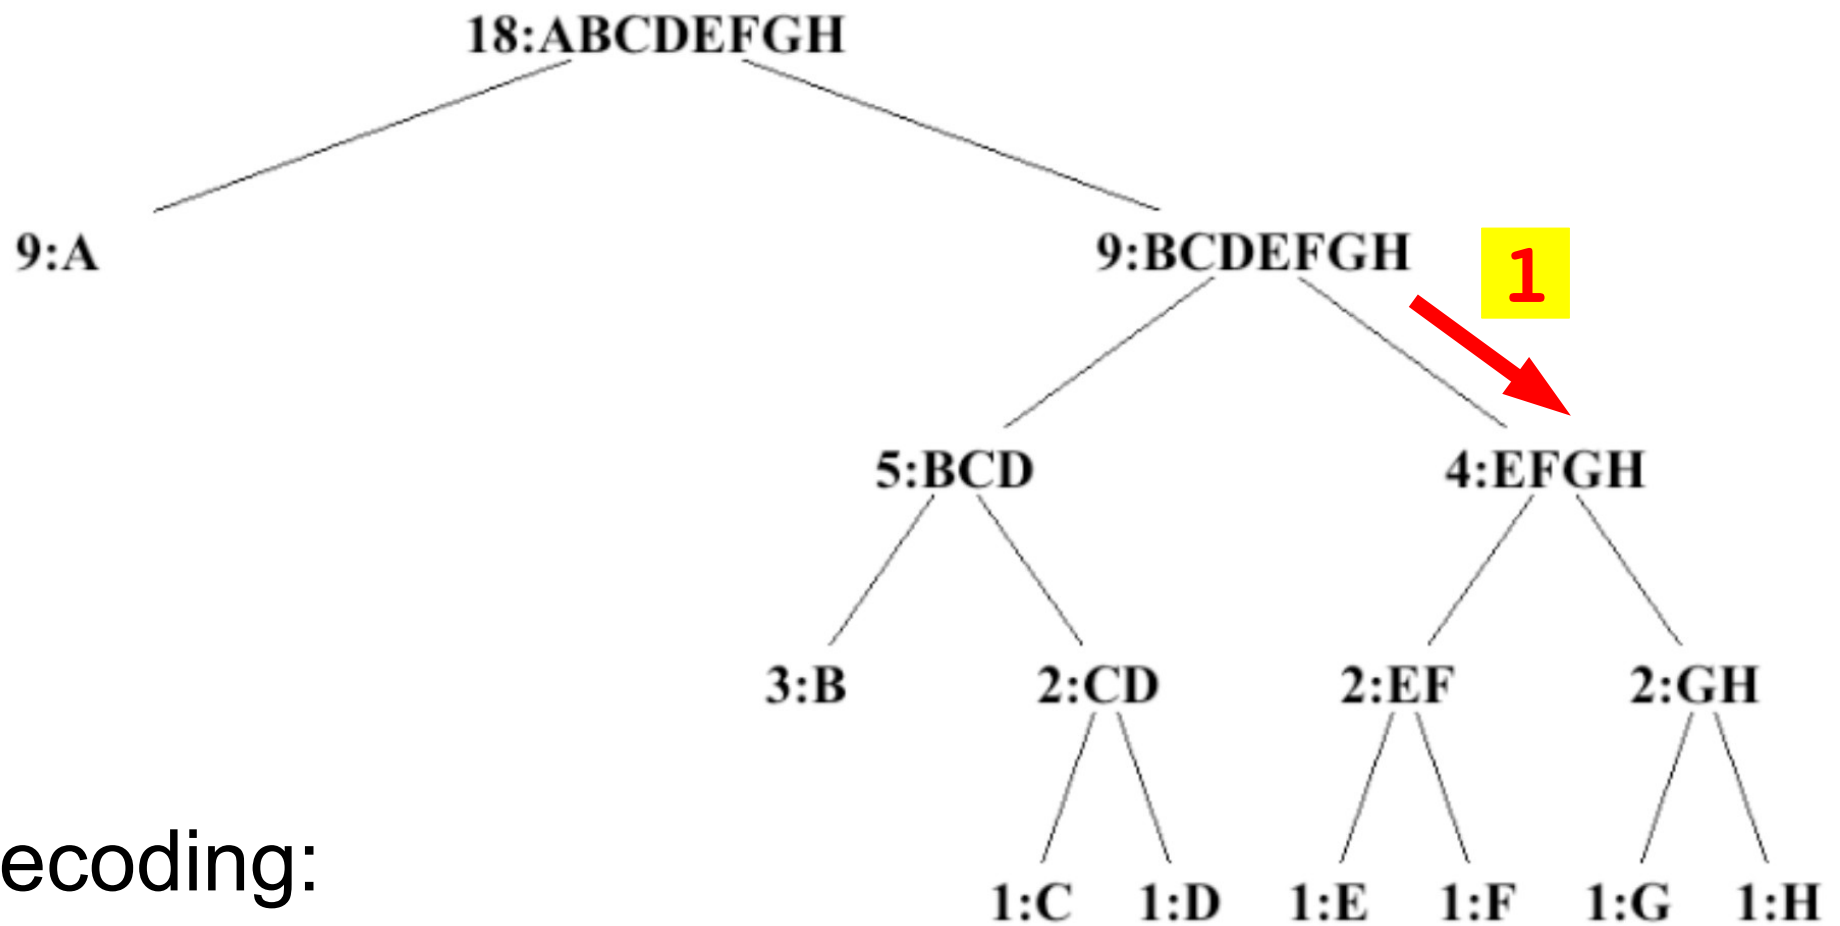 18:ABCDEFGH
9:A 9:BCDEFGH 1
5:BCD 4:EFGH
3:B 2:CD 2:EF 2:GH
ecoding:
1:C 1:D 1:E 1:F 1:G 1:H